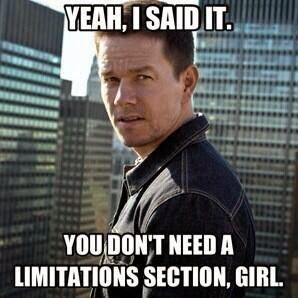 YEAH, I SAID IT.
YOU DON'T NEED A
LIMITATIONS SECTION, GIRL.